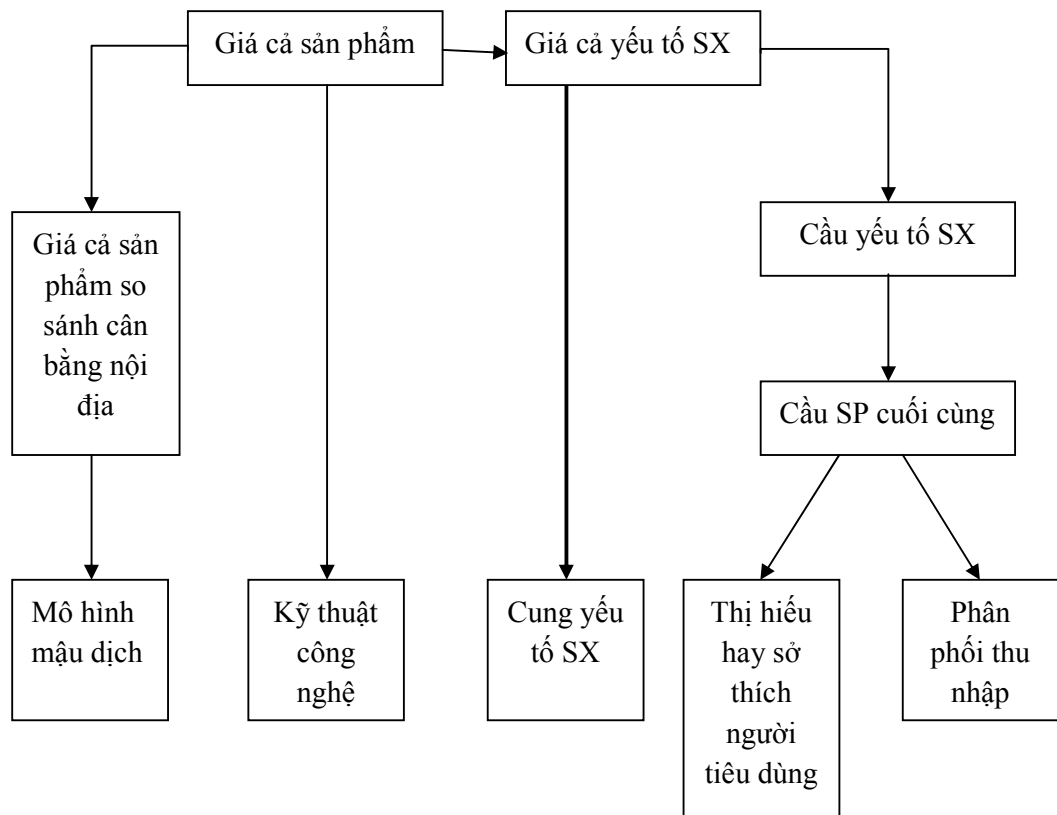 Giá cả sản phẩm
Giá cả yếu tố SX
Giá cả sản
phẩm so
sánh cân
bằng nội
địa
Cầu yếu tố SX
Cầu SP cuối cùng
Mô hình
mậu dịch
Kỹ thuật
công
nghệ
Cung yếu
tố SX
Thị hiếu
hay sở
thích
người
tiêu dùng
Phân
phối thu
nhập